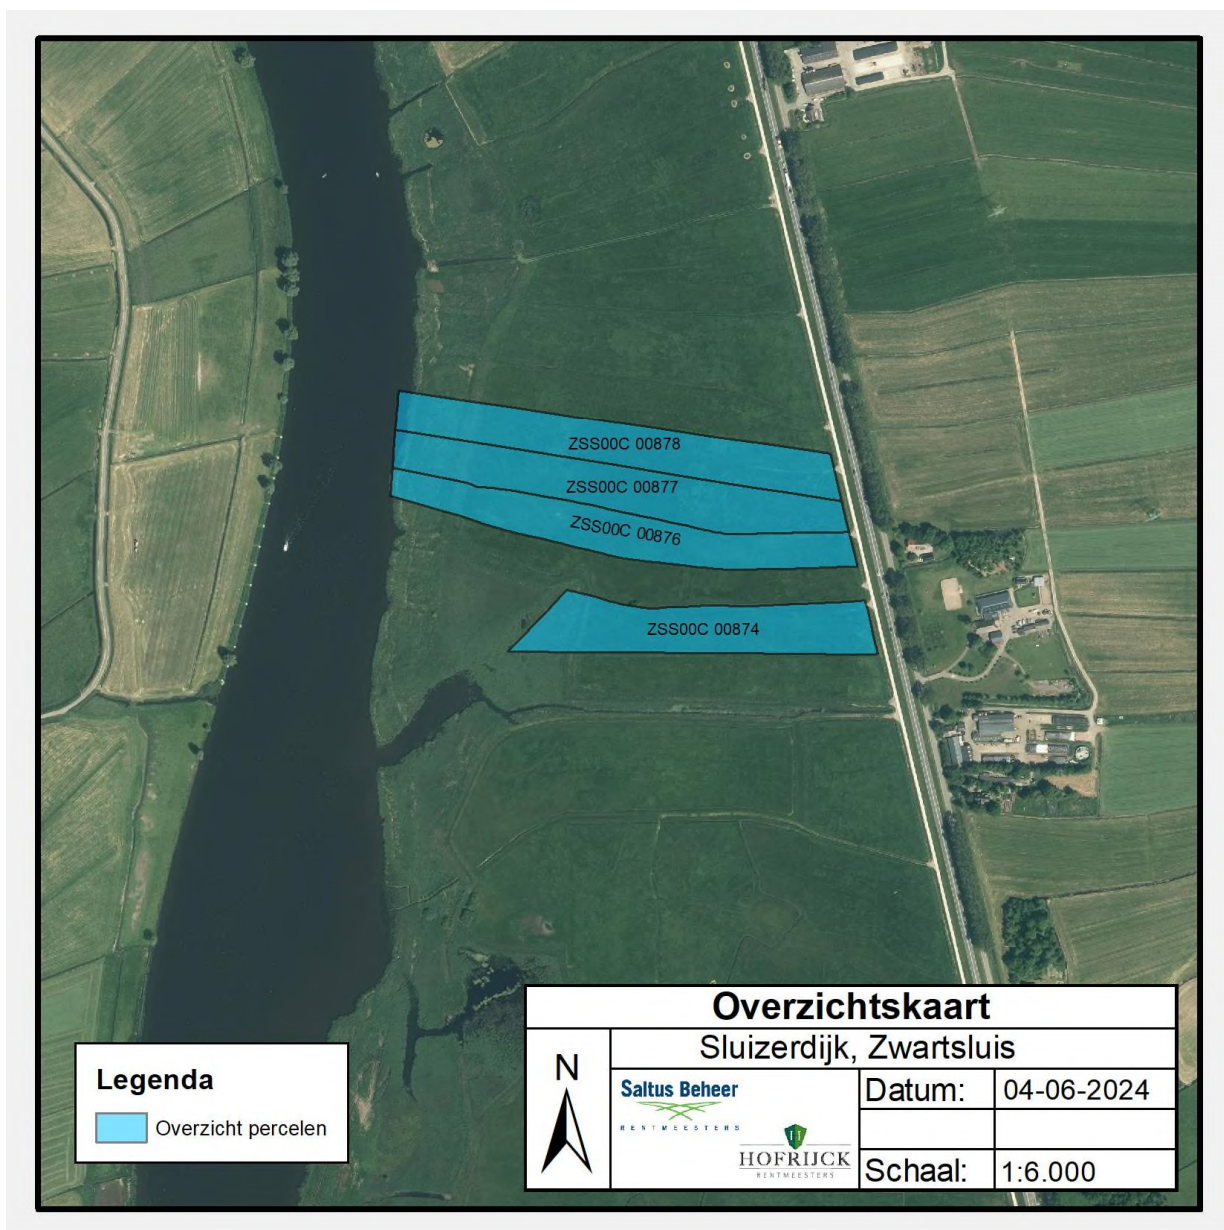 ZSS00C 00878
ZSS00C 00877
ZSS00C 00876
ZSS00C 00874
Legenda
Overzicht percelen
Overzichtskaart
Sluizerdijk, Zwartsluis
N
Saltus Beheer
RENTMEESTERS
HOFRIJCK
RENTMEESTERS
Datum: 04-06-2024
Schaal: 1:6.000